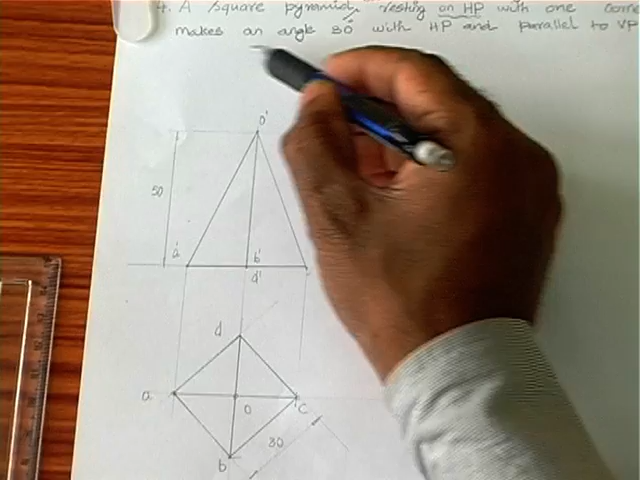 4. A Square pyramid, resting on HP with one corne
makes an angle 30° with HP and parallel to VP
o'
50
a' b'
d'
d
a o c
30
b